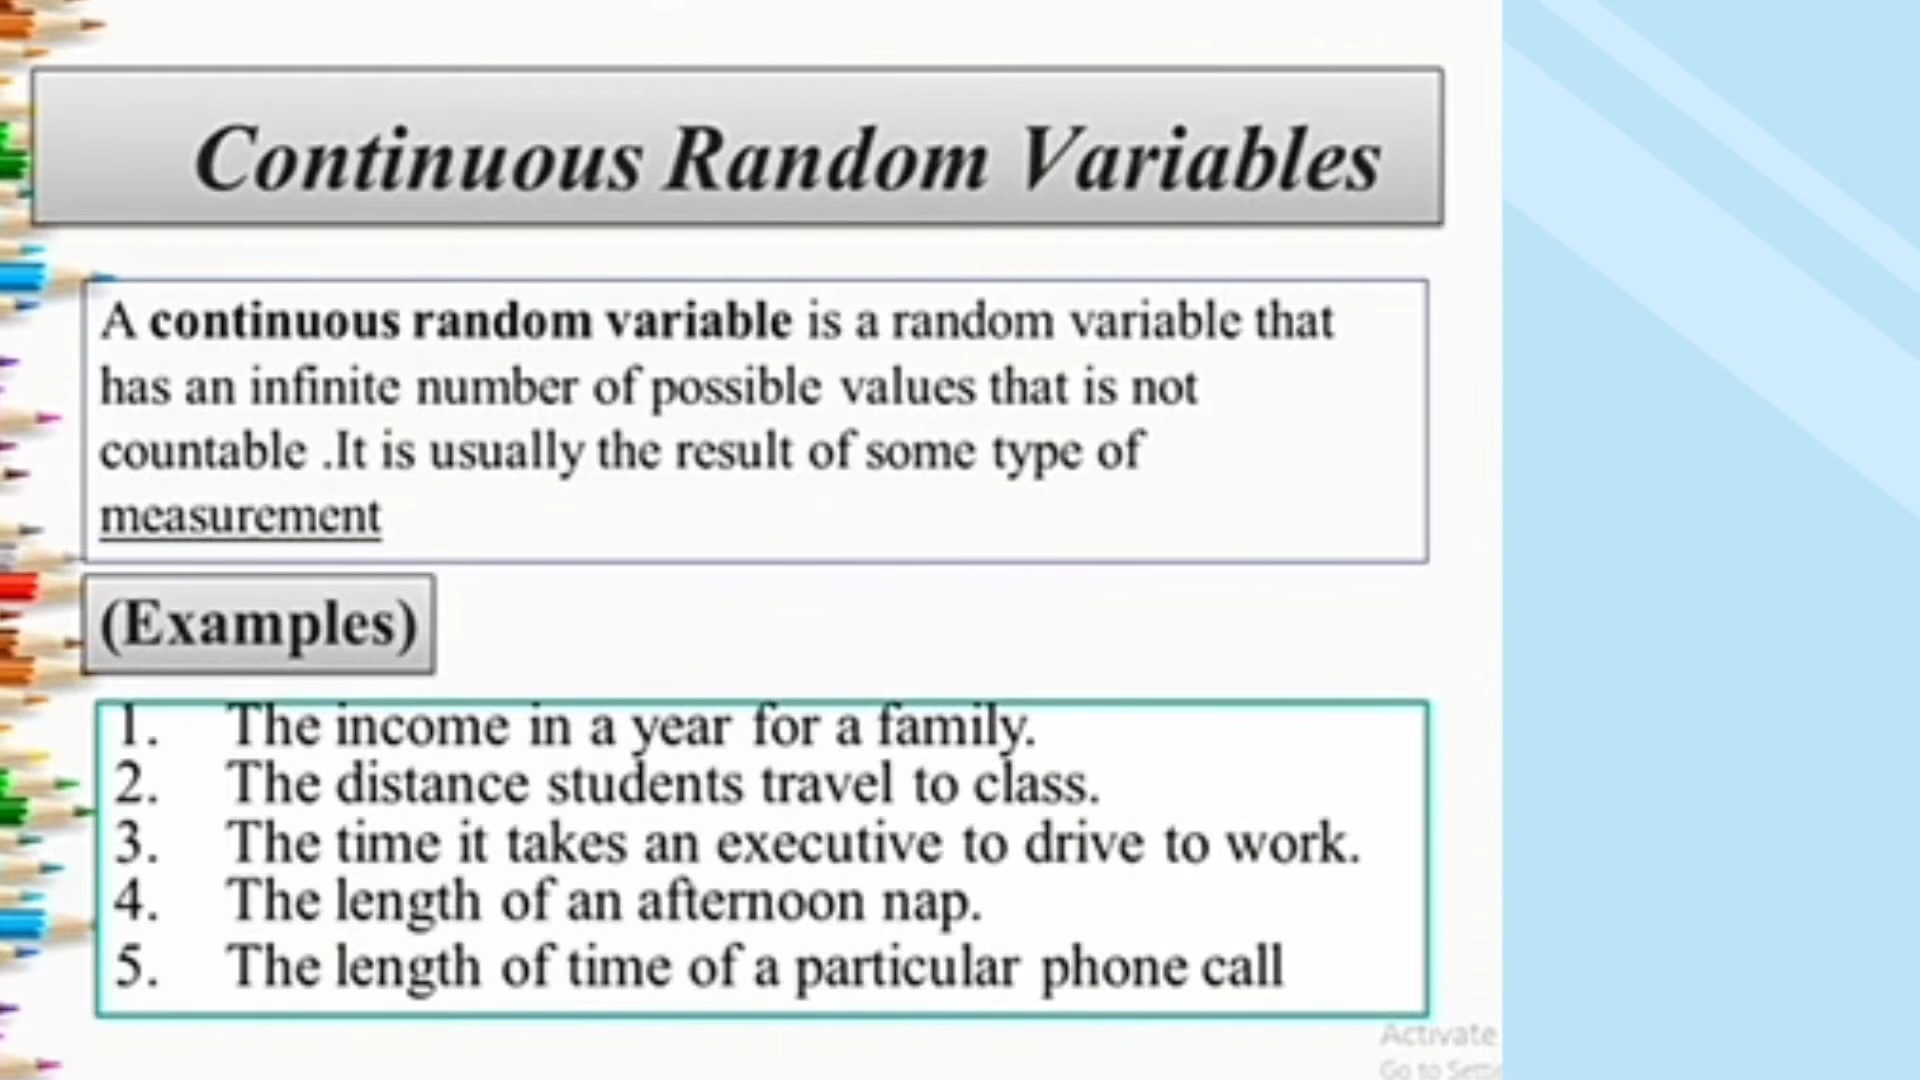 Continuous Random Variables
A continuous random variable is a random variable that
has an infinite number of possible values that is not
countable .It is usually the result of some type of
measurement
(Examples)
1. The income in a year for a family.
2. The distance students travel to class.
3. The time it takes an executive to drive to work.
4. The length of an afternoon nap.
5. The length of time of a particular phone call
Activate
Go to